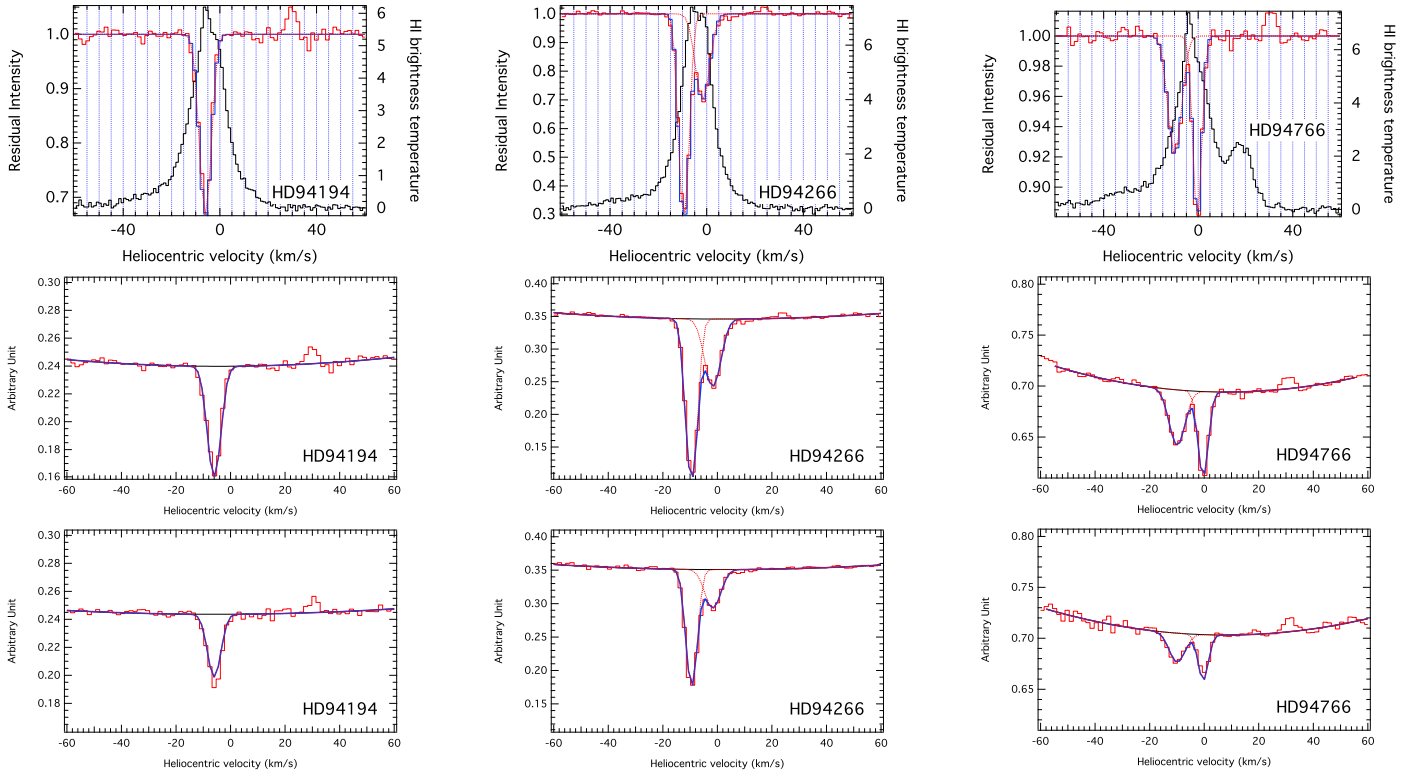 1.0
0.9
0.8
0.7
Residual Intensity
6
5
4
3
2
1
0
HI brightness temperature
HD94194
-40
0
40
Heliocentric velocity (km/s)
1.0
0.9
0.8
0.7
0.6
0.5
0.4
0.3
Residual Intensity
6
4
2
0
HI brightness temperature
HD94266
-40
0
40
Heliocentric velocity (km/s)
1.00
0.98
0.96
0.94
0.92
0.90
Residual Intensity
6
4
2
0
HI brightness temperature
HD94766
-40
0
40
Heliocentric velocity (km/s)
0.30
0.28
0.26
0.24
0.22
0.20
0.18
0.16
Arbitrary Unit
HD94194
-60 -40 -20 0 20 40 60
Heliocentric velocity (km/s)
0.40
0.35
0.30
0.25
0.20
0.15
Arbitrary Unit
HD94266
-60 -40 -20 0 20 40 60
Heliocentric velocity (km/s)
0.80
0.75
0.70
0.65
Arbitrary Unit
HD94766
-60 -40 -20 0 20 40 60
Heliocentric velocity (km/s)
0.30
0.28
0.26
0.24
0.22
0.20
0.18
Arbitrary Unit
HD94194
-60 -40 -20 0 20 40 60
Heliocentric velocity (km/s)
0.40
0.35
0.30
0.25
0.20
0.15
Arbitrary Unit
HD94266
-60 -40 -20 0 20 40 60
Heliocentric velocity (km/s)
0.80
0.75
0.70
0.65
Arbitrary Unit
HD94766
-60 -40 -20 0 20 40 60
Heliocentric velocity (km/s)